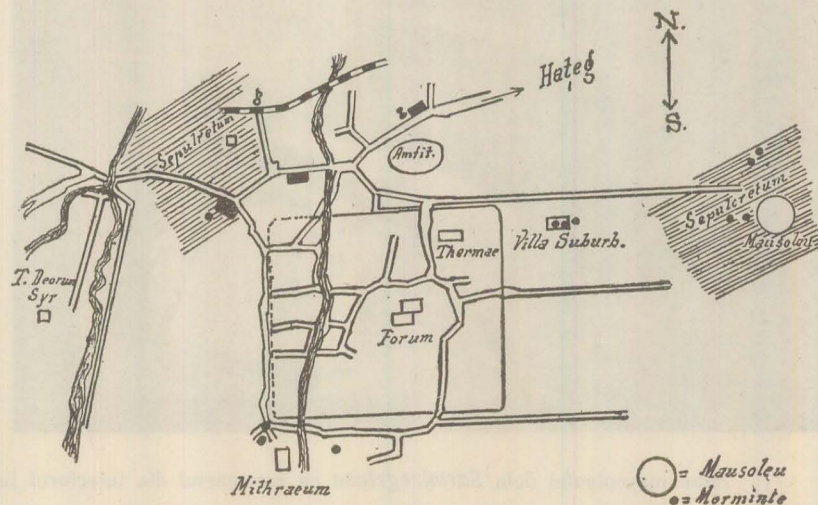 N.
S.
Hațeg
g
Sepulcretum
Amfit.
Sepulcretum
Mausoleu
Thermae
Villa Suburb.
T. Deorum
Syr
Forum
Mithraeum
= Mausoleu
= Morminte